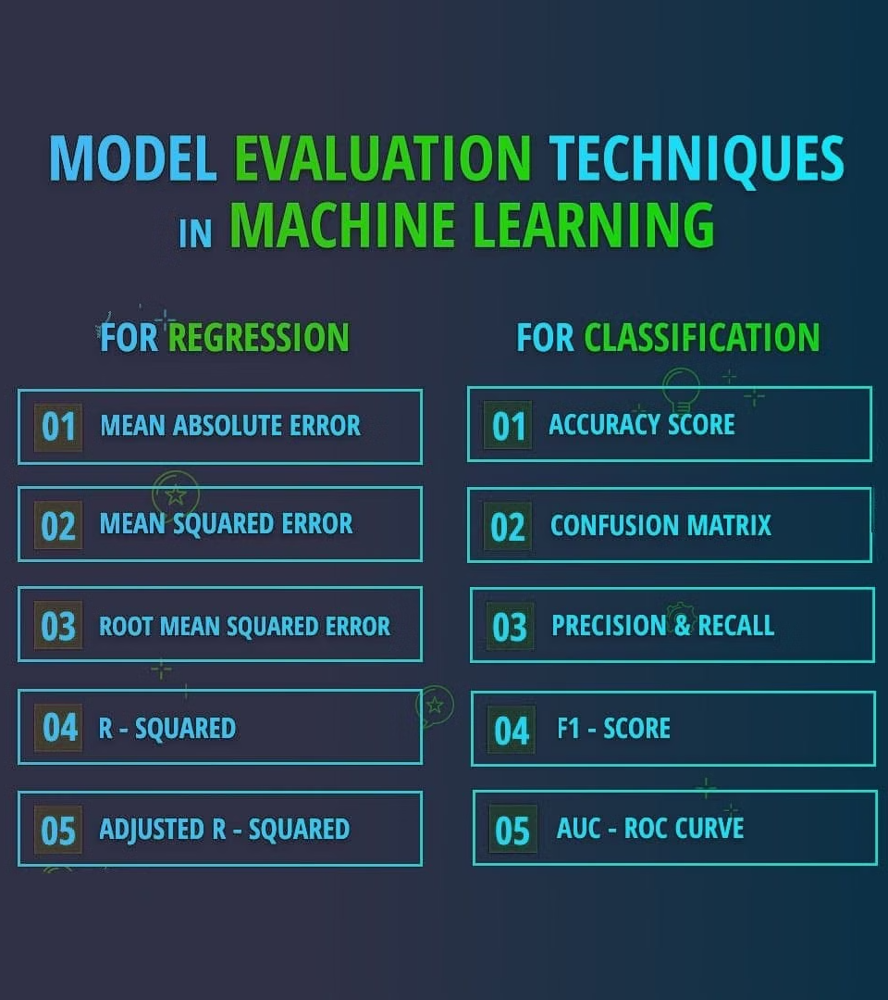 MODEL EVALUATION TECHNIQUES
IN MACHINE LEARNING
FOR REGRESSION
01 MEAN ABSOLUTE ERROR
02 MEAN SQUARED ERROR
03 ROOT MEAN SQUARED ERROR
04 R - SQUARED
05 ADJUSTED R - SQUARED
FOR CLASSIFICATION
01 ACCURACY SCORE
02 CONFUSION MATRIX
03 PRECISION & RECALL
04 F1 - SCORE
05 AUC - ROC CURVE